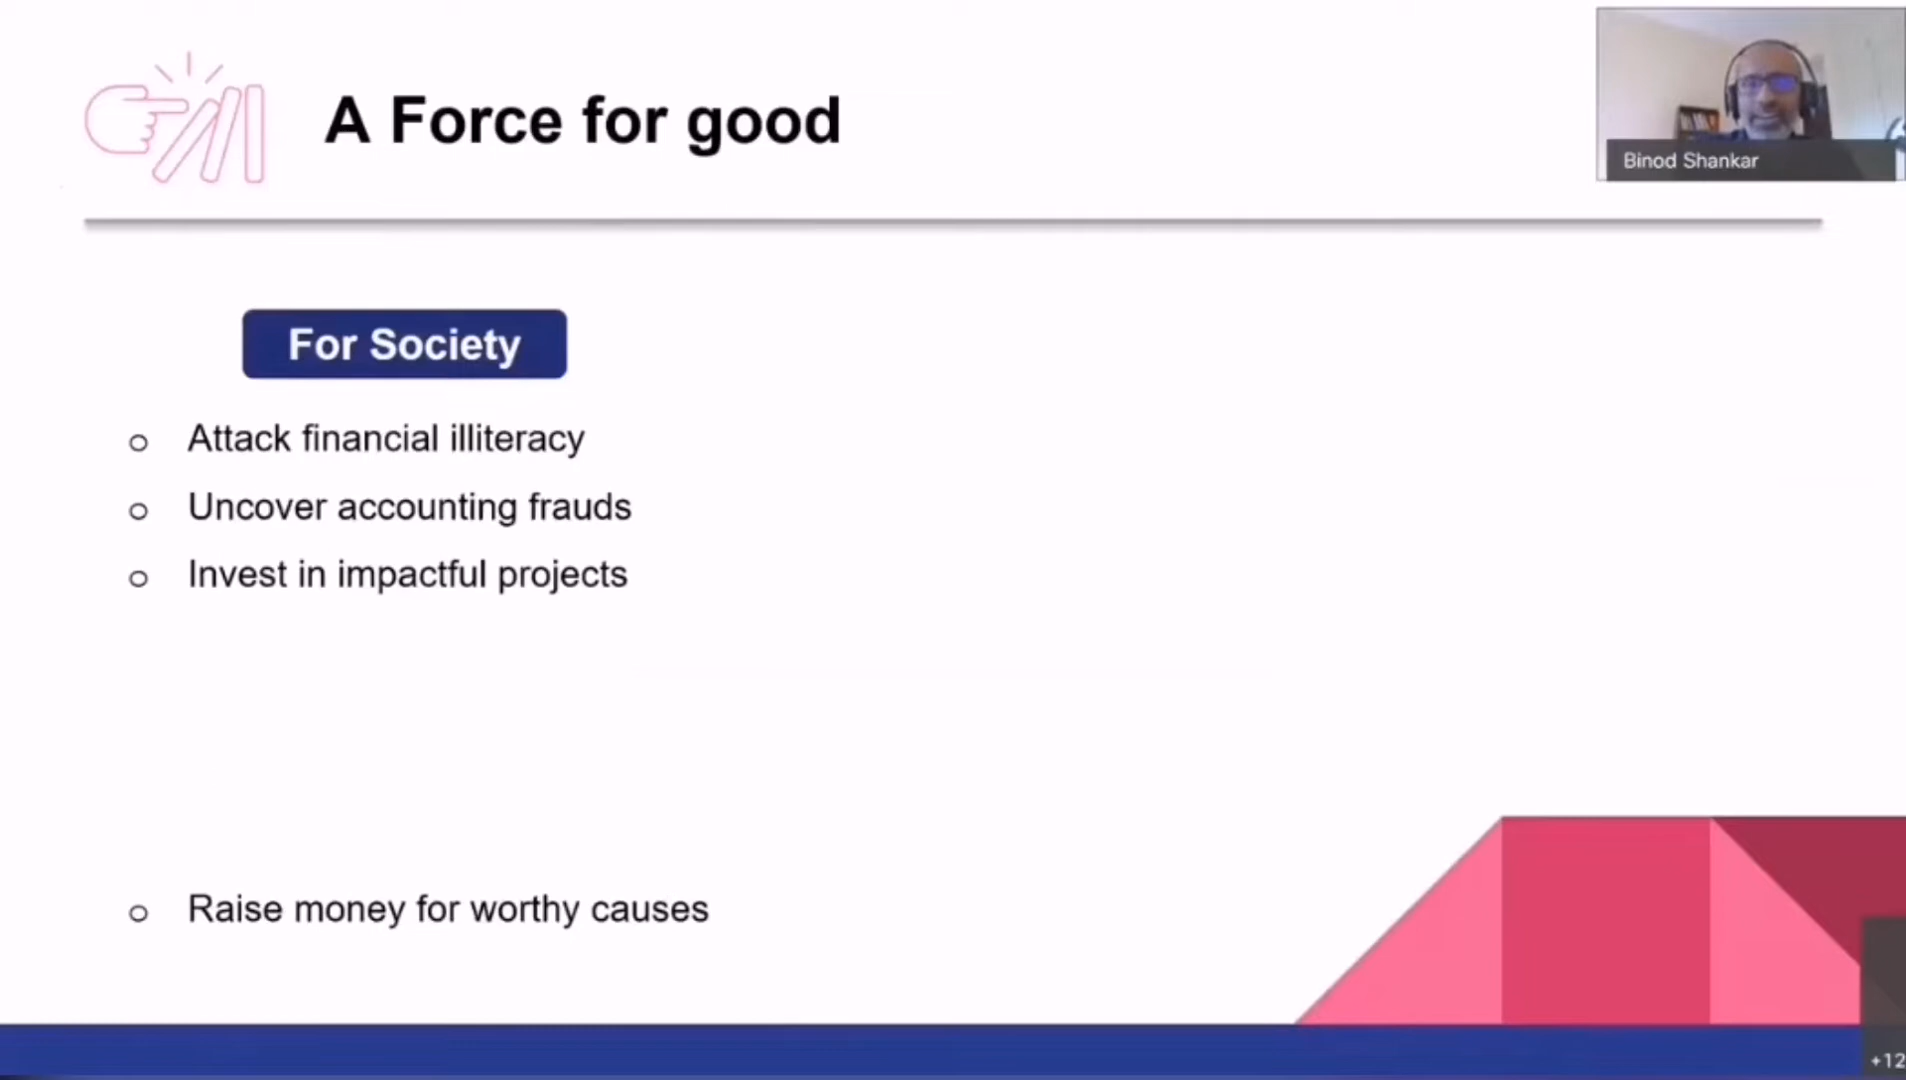 A Force for good
Binod Shankar
For Society
o Attack financial illiteracy
o Uncover accounting frauds
o Invest in impactful projects
o Raise money for worthy causes
+12